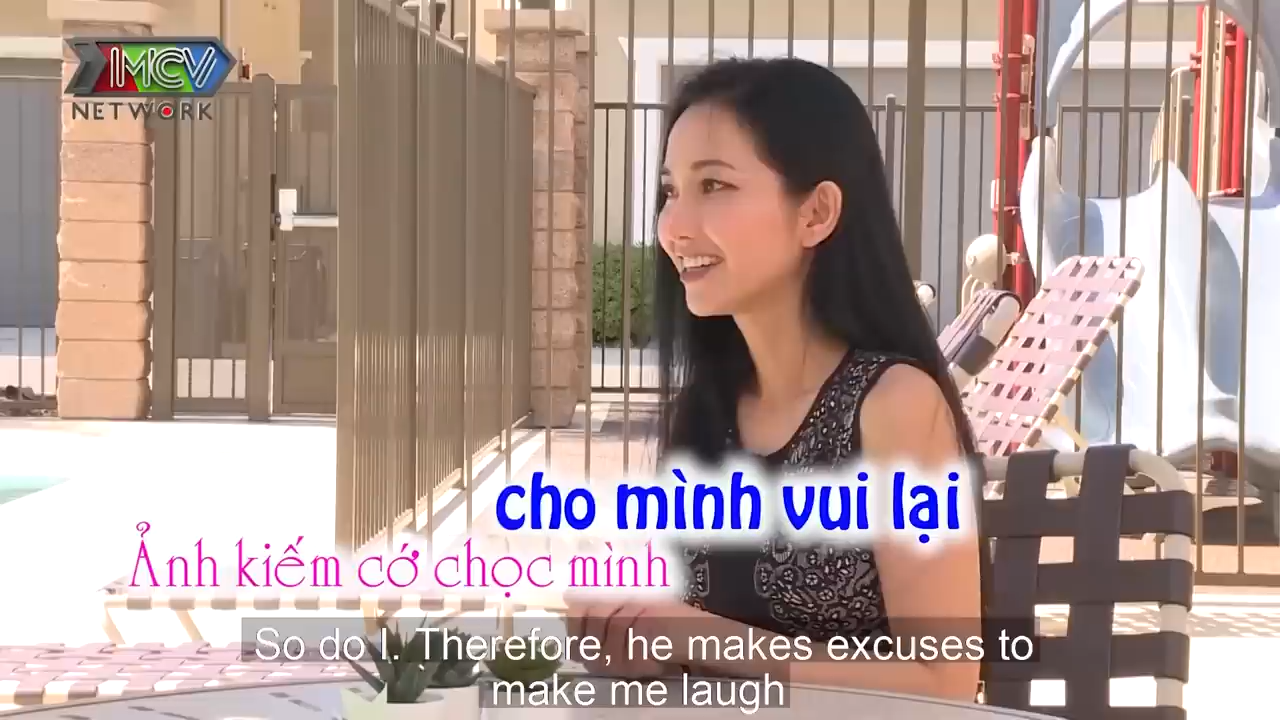 MCV
NETWORK
cho mình vui lại
Ảnh kiếm cớ chọc mình
So do I. Therefore, he makes excuses to
make me laugh